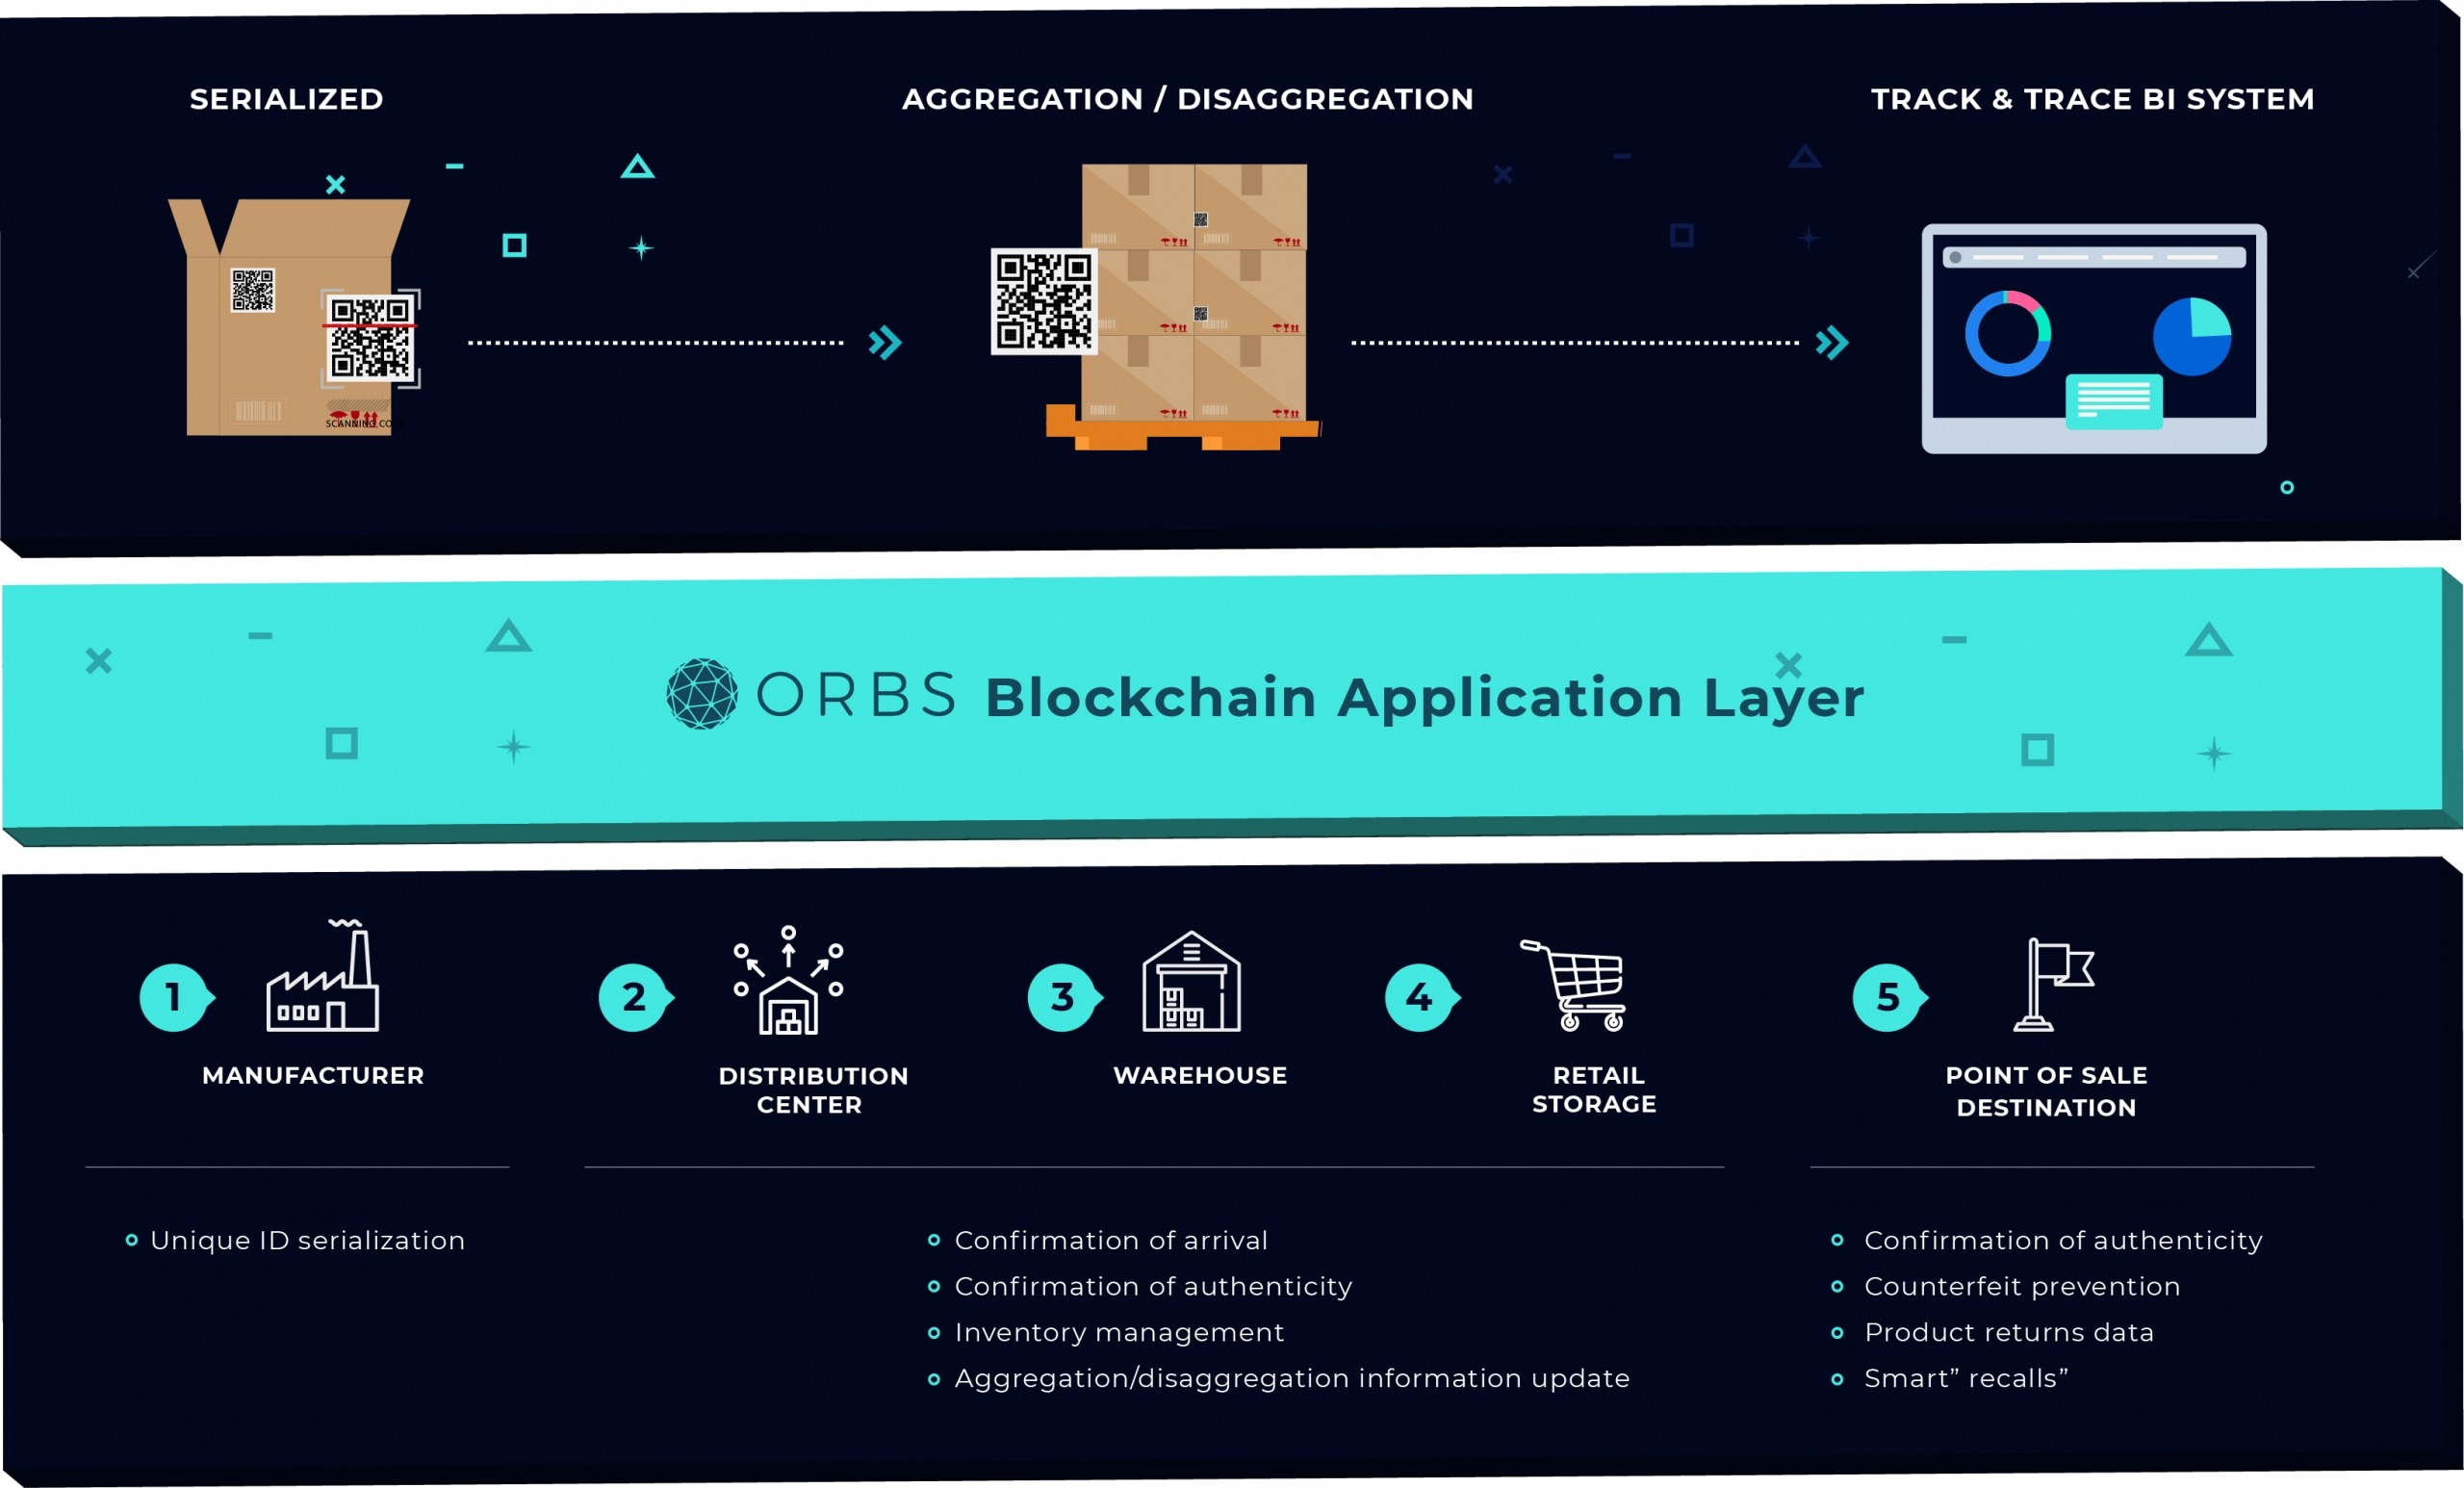 SERIALIZED
AGGREGATION / DISAGGREGATION
TRACK & TRACE BI SYSTEM
SCANNING CO
ORBS Blockchain Application Layer
1
2
3
4
5
MANUFACTURER
DISTRIBUTION
CENTER
WAREHOUSE
RETAIL
STORAGE
POINT OF SALE
DESTINATION
Unique ID serialization
Confirmation of arrival
Confirmation of authenticity
Inventory management
Aggregation/disaggregation information update
Confirmation of authenticity
Counterfeit prevention
Product returns data
Smart” recalls”